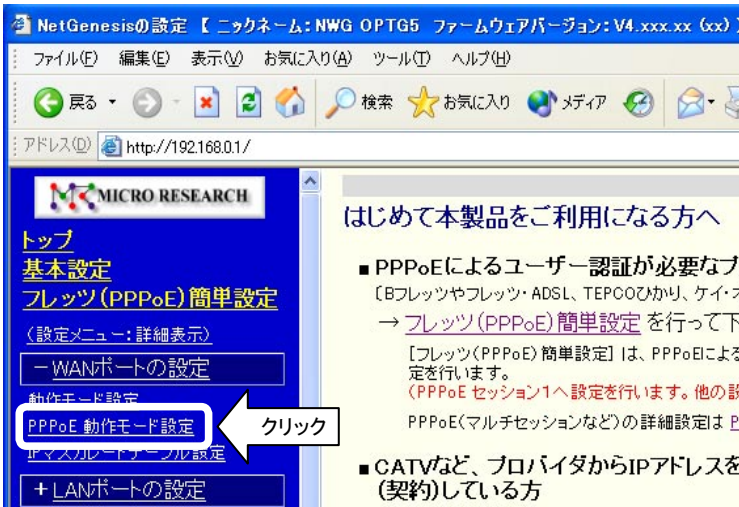 NetGenesisの設定 【 ニックネーム: NWG OPTG5 ファームウェアバージョン: V4.xxx.xx (xx) 】
ファイル(F) 編集(E) 表示(V) お気に入り(A) ツール(T) ヘルプ(H)
戻る 検索 お気に入り メディア
アドレス(D) http://192.168.0.1/
MICRO RESEARCH
トップ
基本設定
フレッツ(PPPoE)簡単設定
(設定メニュー:詳細表示)
－WANポートの設定
動作モード設定
PPPoE 動作モード設定
クリック
IPマスカレードテーブル設定
＋LANポートの設定
はじめて本製品をご利用になる方へ
■PPPoEによるユーザー認証が必要なプ
〔Bフレッツやフレッツ・ADSL、TEPCOひかり、ケイ・
→ フレッツ(PPPoE)簡単設定 を行って下
[フレッツ(PPPoE)簡単設定] は、PPPoEによる
定を行います。
(PPPoE セッション1へ設定を行います。他の設
PPPoE(マルチセッションなど)の詳細設定は P
■CATVなど、プロバイダからIPアドレスを
(契約)している方